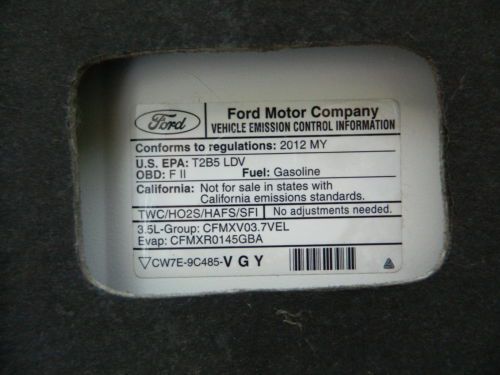 Ford
Ford Motor Company
VEHICLE EMISSION CONTROL INFORMATION
Conforms to regulations: 2012 MY
U.S. EPA: T2B5 LDV
OBD: F II Fuel: Gasoline
California: Not for sale in states with
California emissions standards.
TWC/HO2S/HAFS/SFI No adjustments needed.
3.5L-Group: CFMXV03.7VEL
Evap: CFMXR0145GBA
▽CW7E-9C485-V G Y